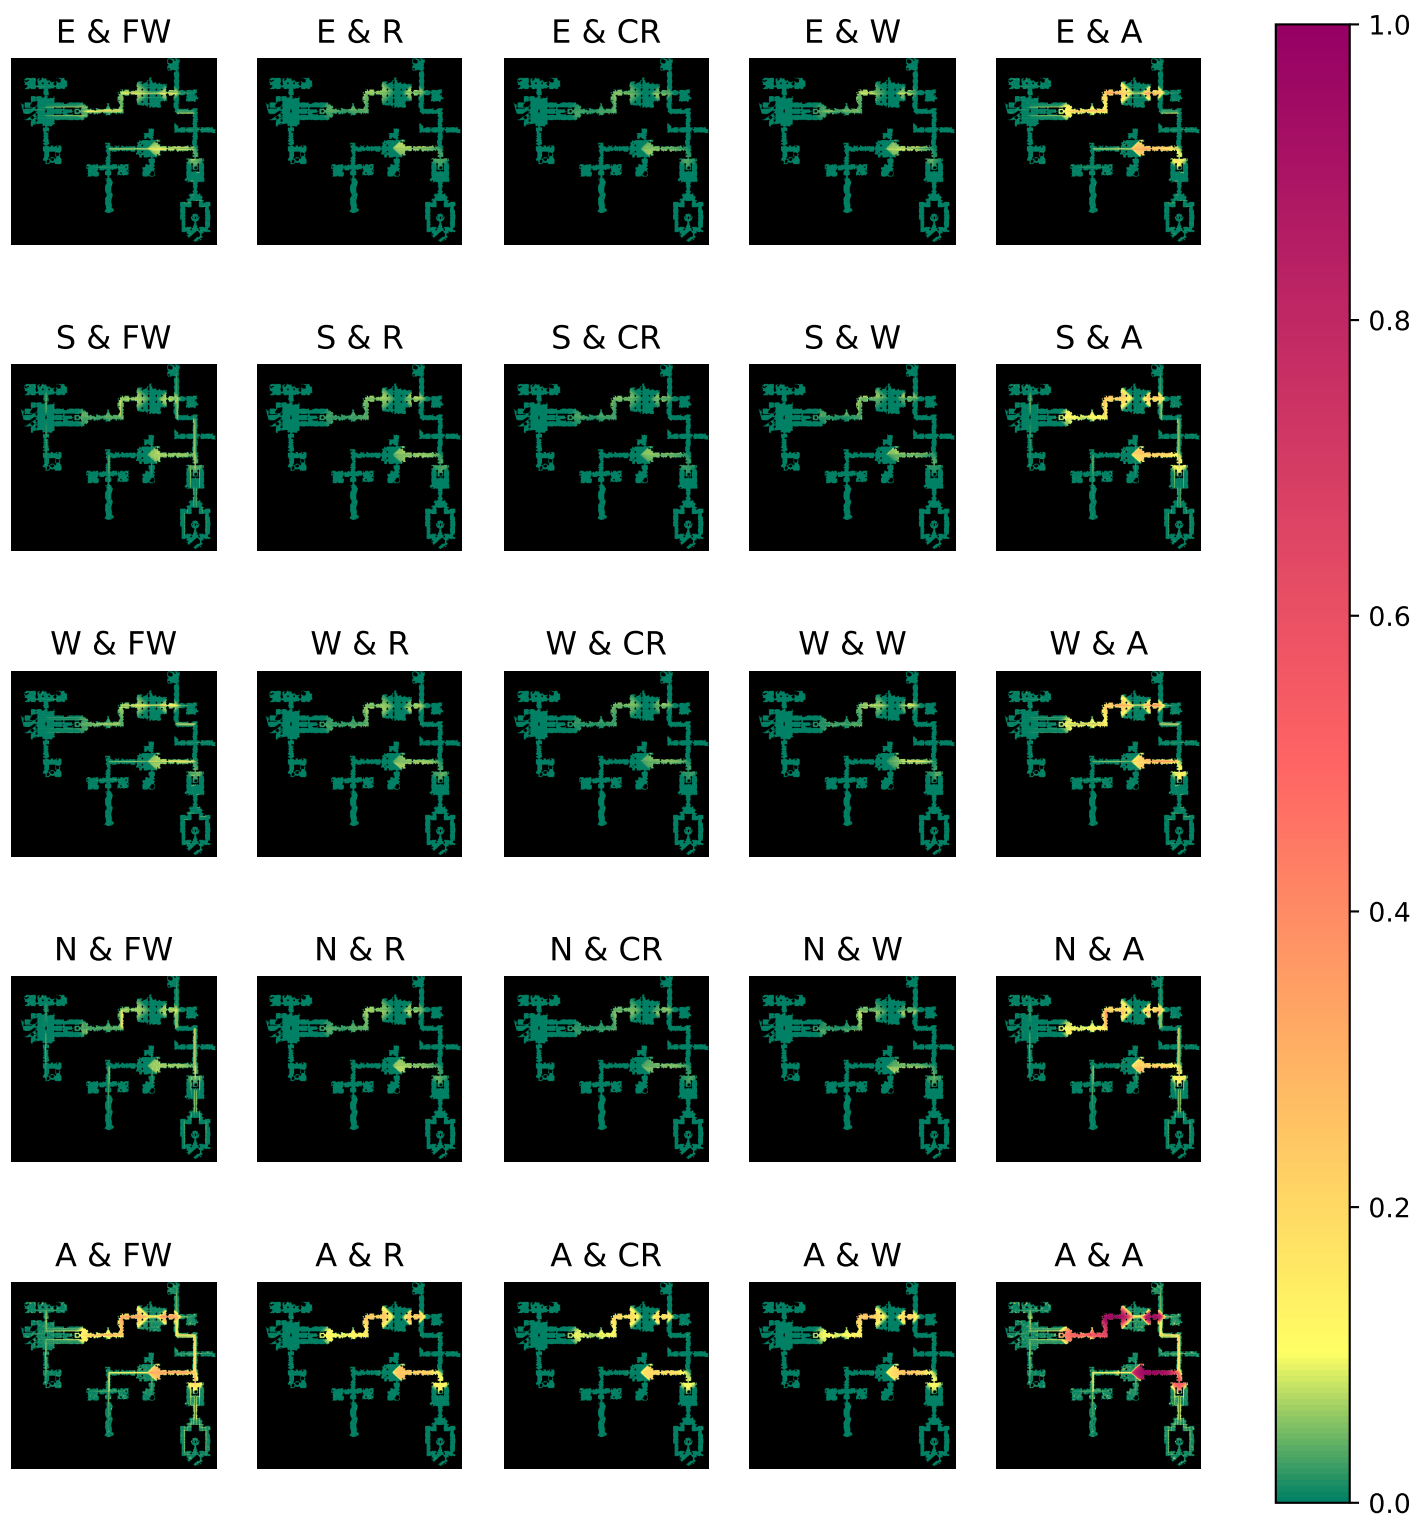 E & FW E & R E & CR E & W E & A
S & FW S & R S & CR S & W S & A
W & FW W & R W & CR W & W W & A
N & FW N & R N & CR N & W N & A
A & FW A & R A & CR A & W A & A
1.0
0.8
0.6
0.4
0.2
0.0